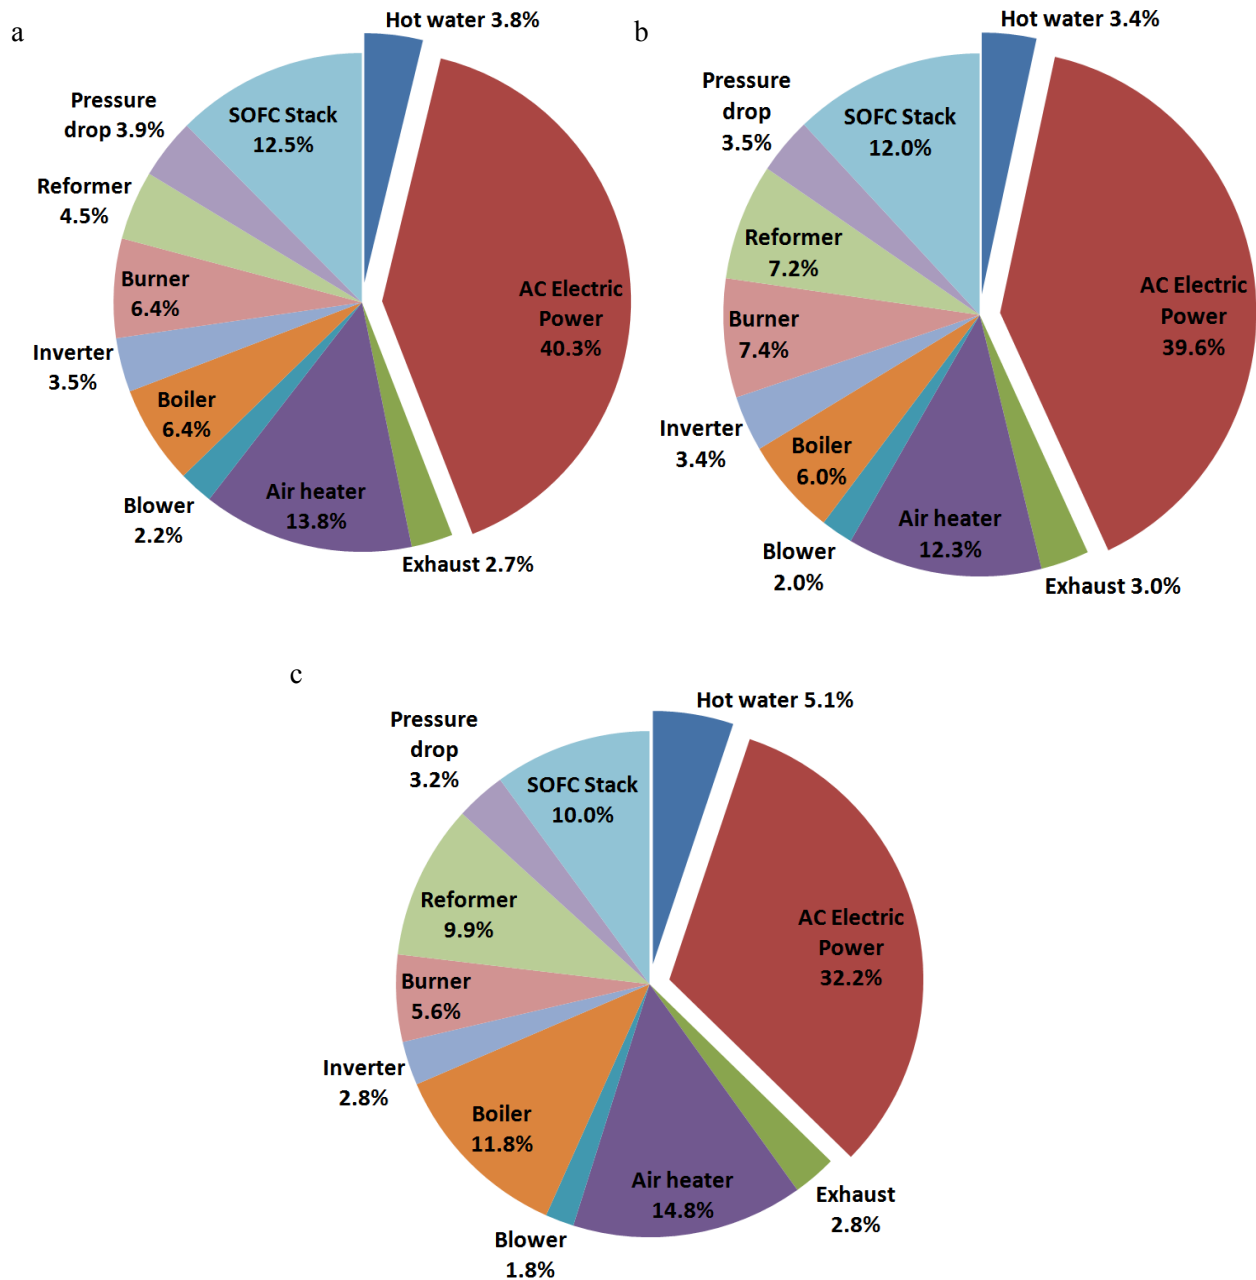 a
Hot water 3.8%
Pressure
drop 3.9%
SOFC Stack
12.5%
Reformer
4.5%
Burner
6.4%
AC Electric
Power
40.3%
Inverter
3.5%
Boiler
6.4%
Air heater
13.8%
Blower
2.2%
Exhaust 2.7%
b
Hot water 3.4%
Pressure
drop
3.5%
SOFC Stack
12.0%
Reformer
7.2%
Burner
7.4%
AC Electric
Power
39.6%
Inverter
3.4%
Boiler
6.0%
Air heater
12.3%
Blower
2.0%
Exhaust 3.0%
c
Hot water 5.1%
Pressure
drop
3.2%
SOFC Stack
10.0%
Reformer
9.9%
AC Electric
Power
32.2%
Burner
5.6%
Inverter
2.8%
Boiler
11.8%
Air heater
14.8%
Exhaust
2.8%
Blower
1.8%